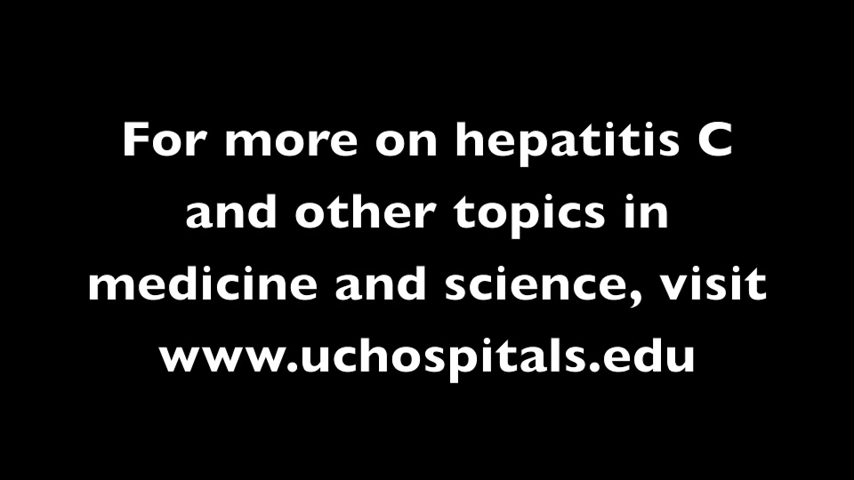 For more on hepatitis C
and other topics in
medicine and science, visit
www.uchospitals.edu